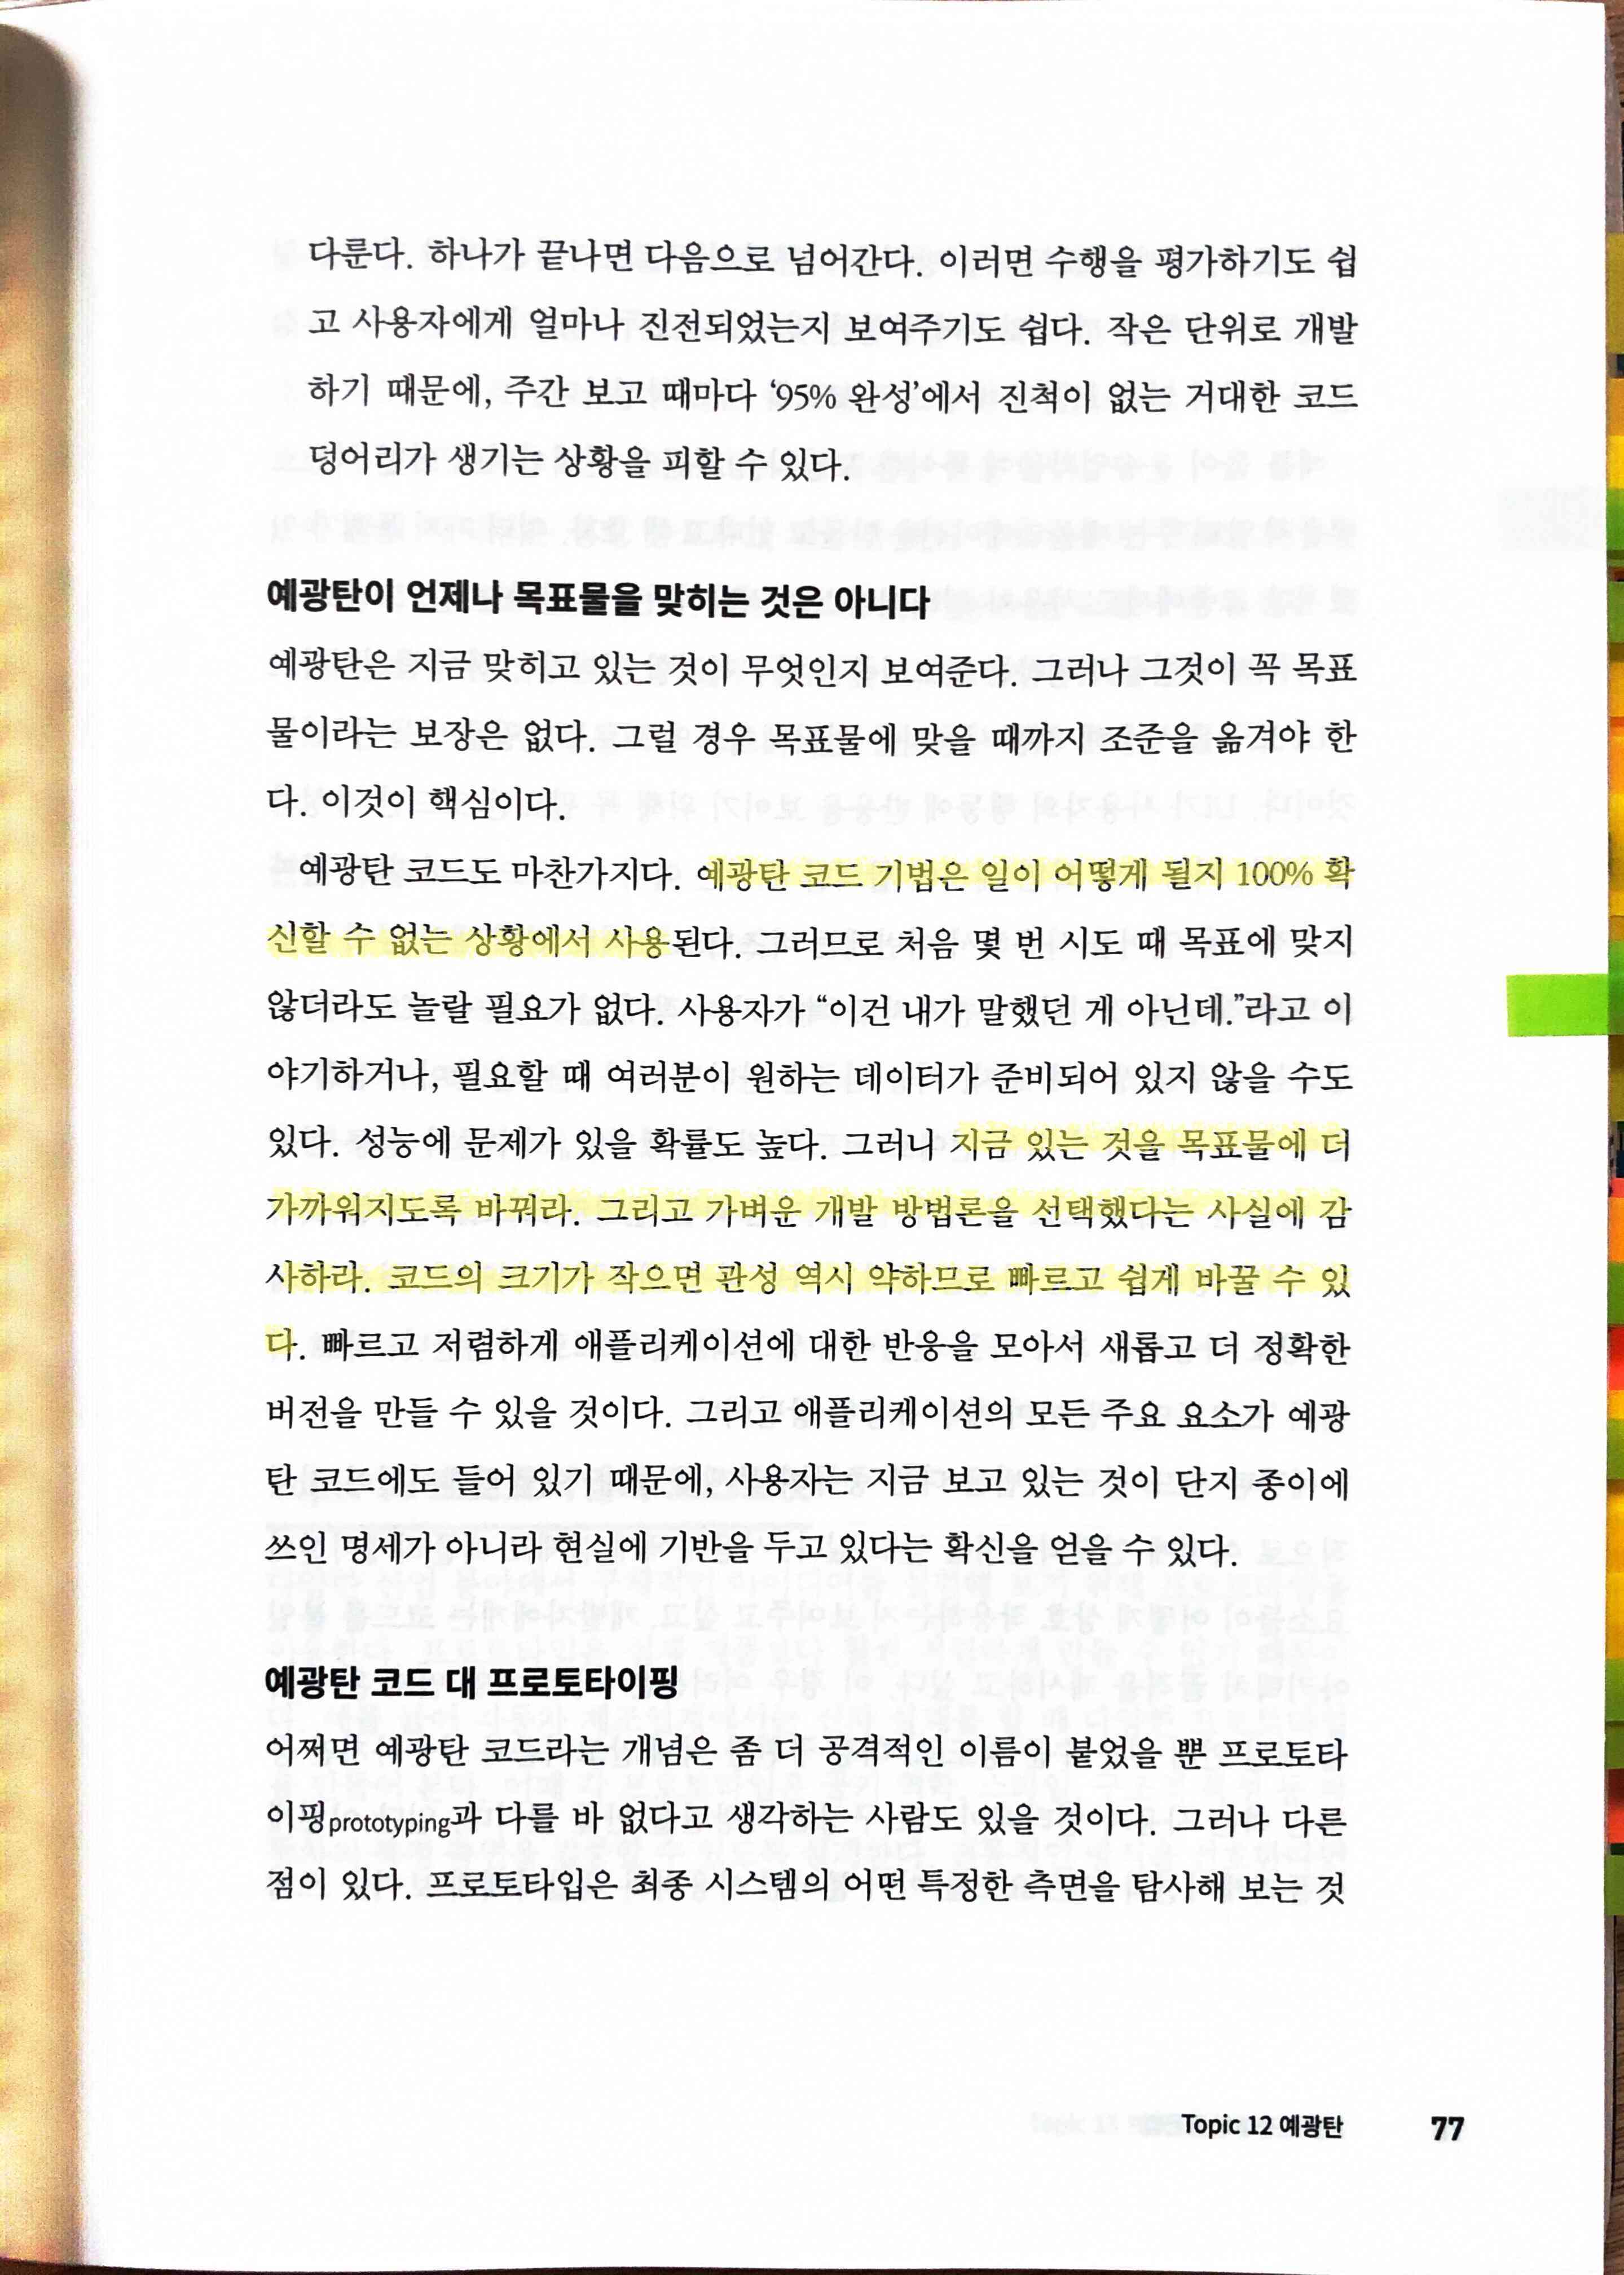 다룬다. 하나가 끝나면 다음으로 넘어간다. 이러면 수행을 평가하기도 쉽
고 사용자에게 얼마나 진전되었는지 보여주기도 쉽다. 작은 단위로 개발
하기 때문에, 주간 보고 때마다 ‘95% 완성’에서 진척이 없는 거대한 코드
덩어리가 생기는 상황을 피할 수 있다.
예광탄이 언제나 목표물을 맞히는 것은 아니다
예광탄은 지금 맞히고 있는 것이 무엇인지 보여준다. 그러나 그것이 꼭 목표
물이라는 보장은 없다. 그럴 경우 목표물에 맞을 때까지 조준을 옮겨야 한
다. 이것이 핵심이다.
예광탄 코드도 마찬가지다. 예광탄 코드 기법은 일이 어떻게 될지 100% 확
신할 수 없는 상황에서 사용된다. 그러므로 처음 몇 번 시도 때 목표에 맞지
않더라도 놀랄 필요가 없다. 사용자가 “이건 내가 말했던 게 아닌데.”라고 이
야기하거나, 필요할 때 여러분이 원하는 데이터가 준비되어 있지 않을 수도
있다. 성능에 문제가 있을 확률도 높다. 그러나 지금 있는 것을 목표물에 더
가까워지도록 바꿔라. 그리고 가벼운 개발 방법론을 선택했다는 사실에 감
사하라. 코드의 크기가 작으면 관성 역시 약하므로 빠르고 쉽게 바꿀 수 있
다. 빠르고 저렴하게 애플리케이션에 대한 반응을 모아서 새롭고 더 정확한
버전을 만들 수 있을 것이다. 그리고 애플리케이션의 모든 주요 요소가 예광
탄 코드에도 들어 있기 때문에, 사용자는 지금 보고 있는 것이 단지 종이에
쓰인 명세가 아니라 현실에 기반을 두고 있다는 확신을 얻을 수 있다.
예광탄 코드 대 프로토타이핑
어쩌면 예광탄 코드라는 개념은 좀 더 공격적인 이름이 붙었을 뿐 프로토타
이핑prototyping과 다를 바 없다고 생각하는 사람도 있을 것이다. 그러나 다른
점이 있다. 프로토타입은 최종 시스템의 어떤 특정한 측면을 탐사해 보는 것
Topic 12 예광탄 77